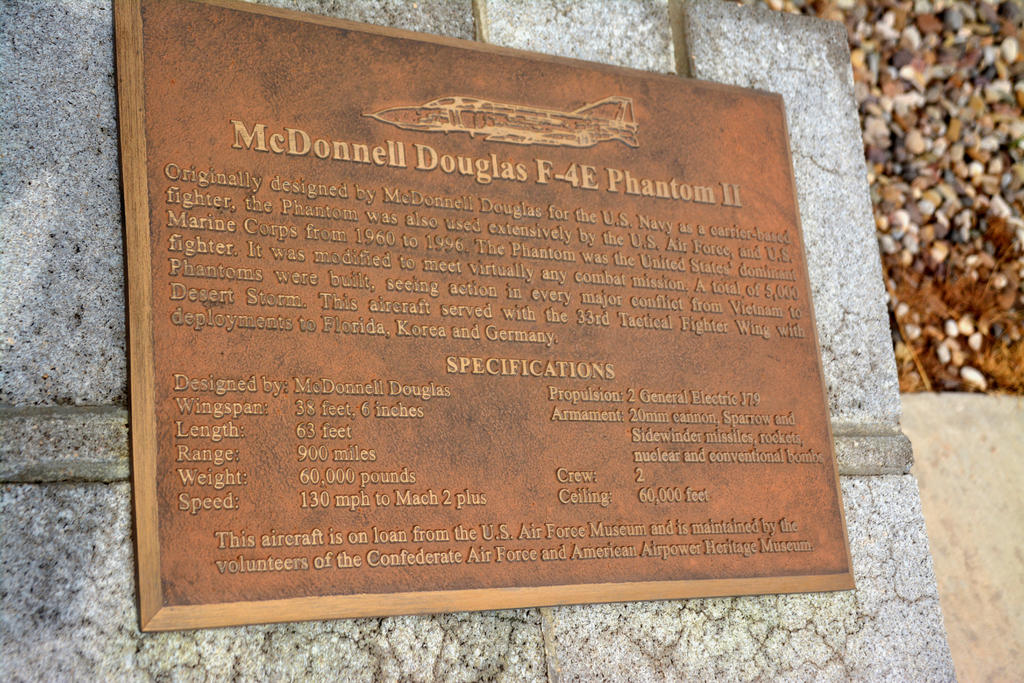 McDonnell Douglas F-4E Phantom II
Originally designed by McDonnell Douglas for the U.S. Navy as a carrier-based
fighter, the Phantom was also used extensively by the U.S. Air Force, and U.S.
Marine Corps from 1960 to 1996. The Phantom was the United States' dominant
fighter. It was modified to meet virtually any combat mission. A total of 5,000
Phantoms were built, seeing action in every major conflict from Vietnam to
Desert Storm. This aircraft served with the 33rd Tactical Fighter Wing with
deployments to Florida, Korea and Germany.
SPECIFICATIONS
Designed by: McDonnell Douglas
Wingspan: 38 feet, 6 inches
Length: 63 feet
Range: 900 miles
Weight: 60,000 pounds
Speed: 130 mph to Mach 2 plus
Propulsion: 2 General Electric J79
Armament: 20mm cannon, Sparrow and
Sidewinder missiles, rockets,
nuclear and conventional bombs
Crew: 2
Ceiling: 60,000 feet
This aircraft is on loan from the U.S. Air Force Museum and is maintained by the
volunteers of the Confederate Air Force and American Airpower Heritage Museum.